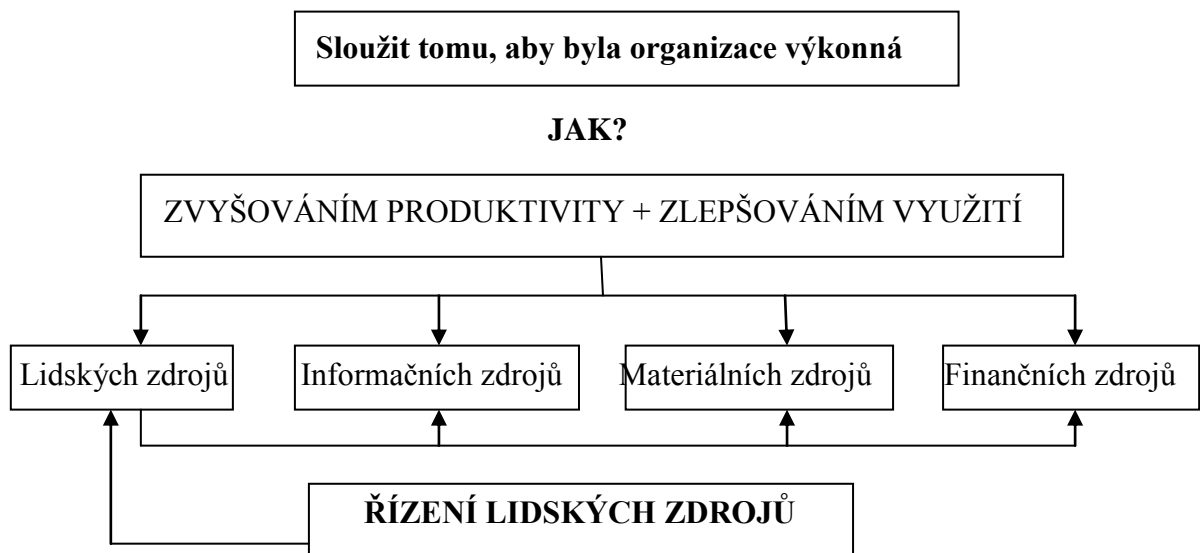 Sloužit tomu, aby byla organizace výkonná
JAK?
ZVYŠOVÁNÍM PRODUKTIVITY + ZLEPŠOVÁNÍM VYUŽITÍ
Lidských zdrojů
Informačních zdrojů
Materiálních zdrojů
Finančních zdrojů
ŘÍZENÍ LIDSKÝCH ZDROJŮ